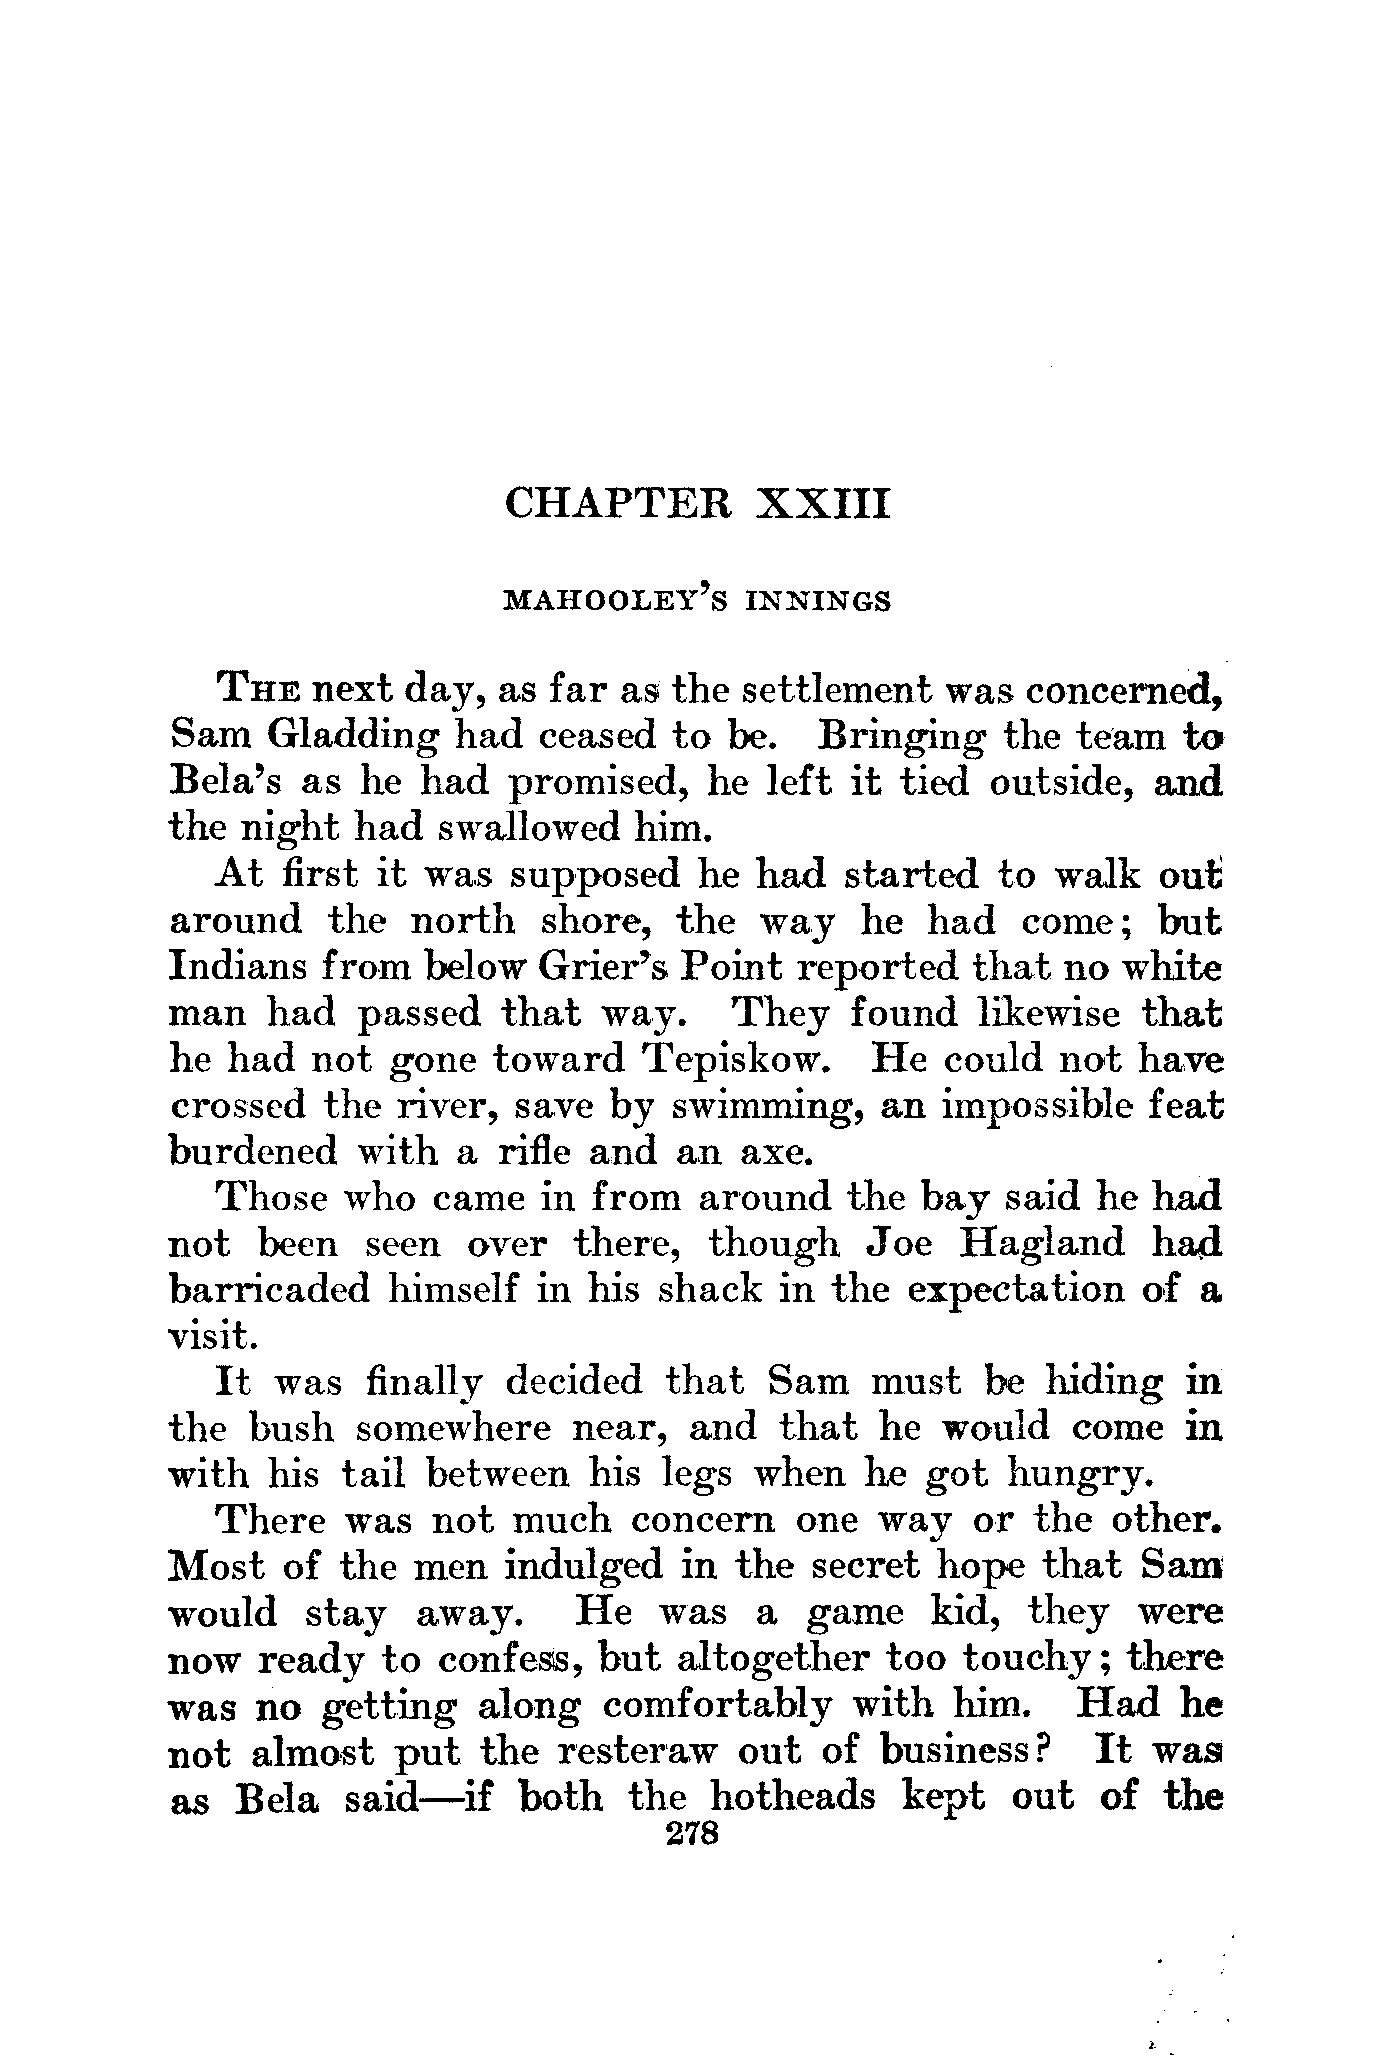 CHAPTER XXIII
MAHOOLEY'S INNINGS
THE next day, as far as the settlement was concerned,
Sam Gladding had ceased to be. Bringing the team to
Bela's as he had promised, he left it tied outside, and
the night had swallowed him.
At first it was supposed he had started to walk out
around the north shore, the way he had come; but
Indians from below Grier's Point reported that no white
man had passed that way. They found likewise that
he had not gone toward Tepiskow. He could not have
crossed the river, save by swimming, an impossible feat
burdened with a rifle and an axe.
Those who came in from around the bay said he had
not been seen over there, though Joe Hagland had
barricaded himself in his shack in the expectation of a
visit.
It was finally decided that Sam must be hiding in
the bush somewhere near, and that he would come in
with his tail between his legs when he got hungry.
There was not much concern one way or the other.
Most of the men indulged in the secret hope that Sam
would stay away. He was a game kid, they were
now ready to confess, but altogether too touchy; there
was no getting along comfortably with him. Had he
not almost put the resteraw out of business? It was
as Bela said—if both the hotheads kept out of the
278